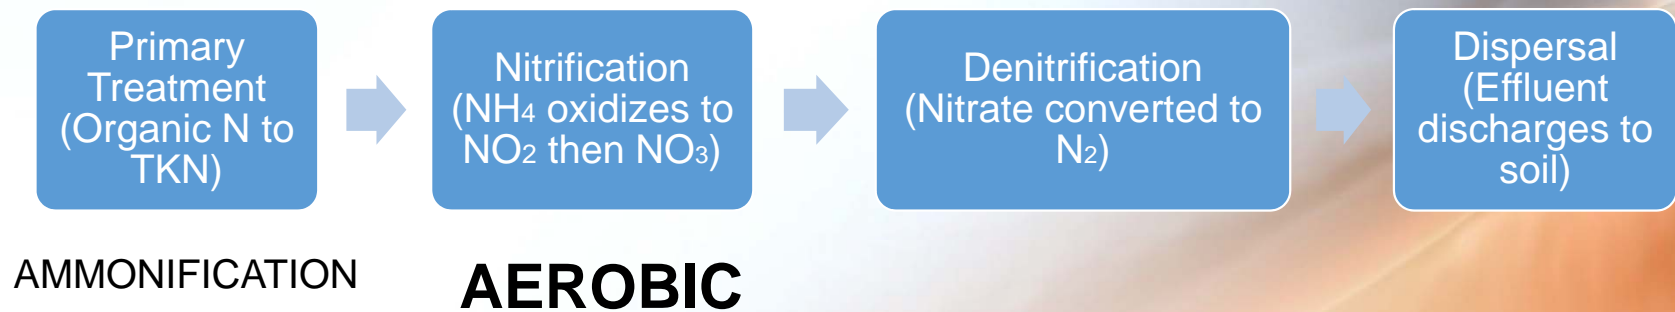 Primary
Treatment
(Organic N to
TKN)
Nitrification
(NH4 oxidizes to
NO2 then NO3)
Denitrification
(Nitrate converted to
N2)
Dispersal
(Effluent
discharges to
soil)
AMMONIFICATION
AEROBIC